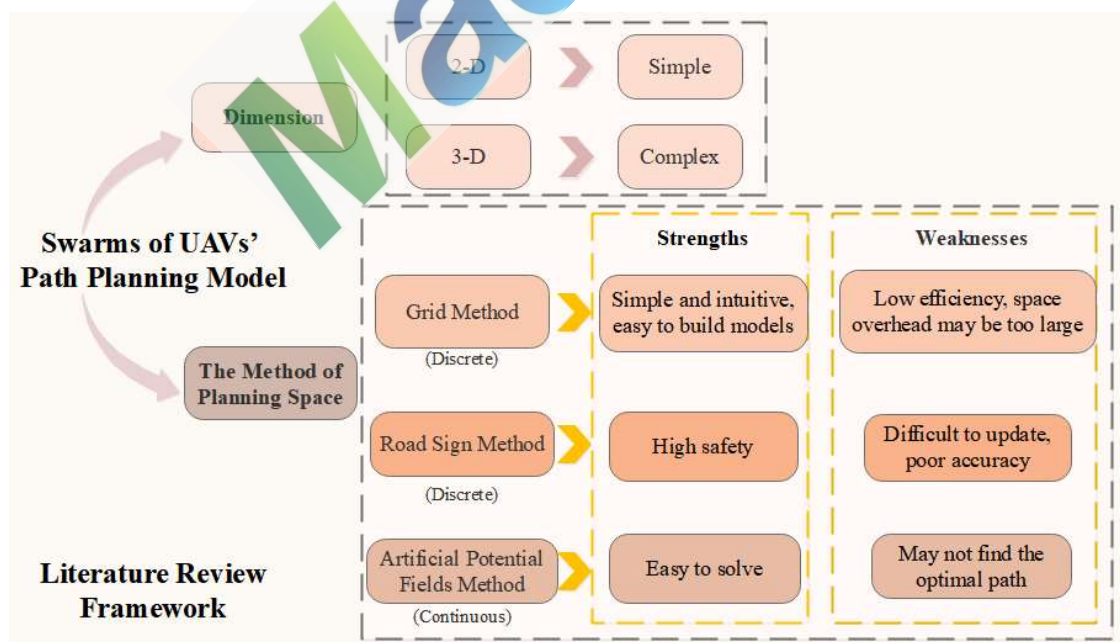 2-D
Simple
Dimension
3-D
Complex
Swarms of UAVs’
Path Planning Model
Strengths
Weaknesses
Grid Method
(Discrete)
Simple and intuitive,
easy to build models
Low efficiency, space
overhead may be too large
The Method of
Planning Space
Road Sign Method
(Discrete)
High safety
Difficult to update,
poor accuracy
Artificial Potential
Fields Method
(Continuous)
Easy to solve
May not find the
optimal path
Literature Review
Framework